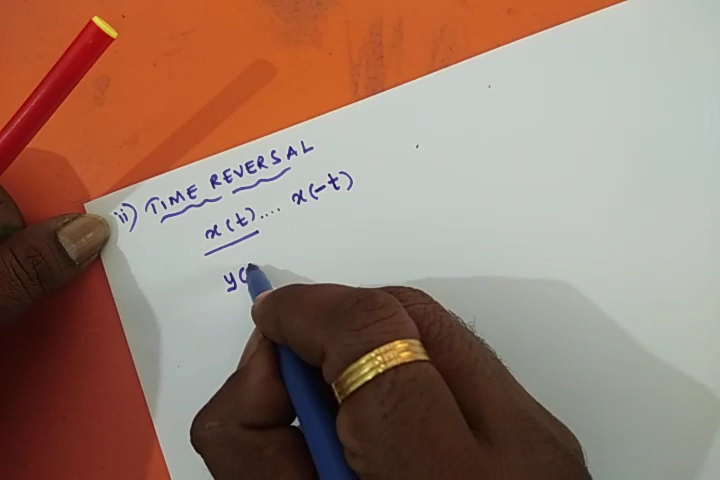 ii) TIME REVERSAL
x(t).... x(-t)
y(